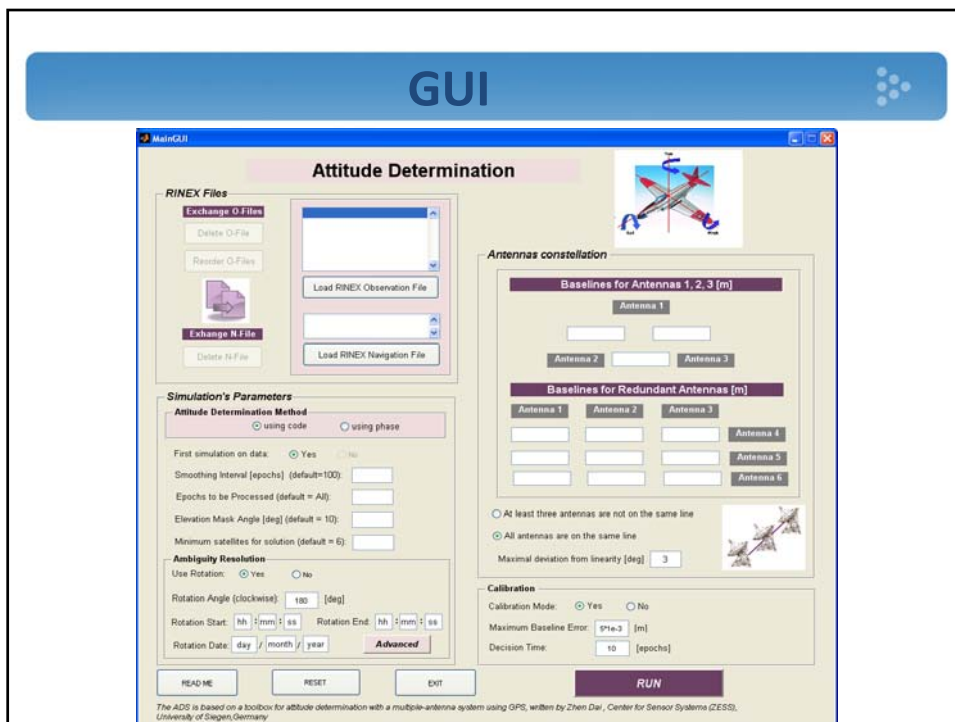 GUI
MainGUI
Attitude Determination
RINEX Files
Exchange O-Files
Delete O-File
Reorder O-Files
Load RINEX Observation File
Exhange N-File
Delete N-File
Load RINEX Navigation File
Simulation's Parameters
Attitude Determination Method
using code using phase
First simulation on data: Yes No
Smoothing Interval [epochs] (default=100):
Epochs to be Processed (default = All):
Elevation Mask Angle [deg] (default = 10):
Minimum satellites for solution (default = 6):
Ambiguity Resolution
Use Rotation: Yes No
Rotation Angle (clockwise): 180 [deg]
Rotation Start: hh : mm : ss Rotation End: hh : mm : ss
Rotation Date: day / month / year Advanced
Antennas constellation
Baselines for Antennas 1, 2, 3 [m]
Antenna 1
Antenna 2 Antenna 3
Baselines for Redundant Antennas [m]
Antenna 1 Antenna 2 Antenna 3
Antenna 4
Antenna 5
Antenna 6
At least three antennas are not on the same line
All antennas are on the same line
Maximal deviation from linearity [deg] 3
Calibration
Calibration Mode: Yes No
Maximum Baseline Error: 5*1e-3 [m]
Decision Time: 10 [epochs]
READ ME RESET EXIT RUN
The ADS is based on a toolbox for attitude determination with a multiple-antenna system using GPS, written by Zhen Dai , Center for Sensor Systems (ZESS),
University of Siegen,Germany